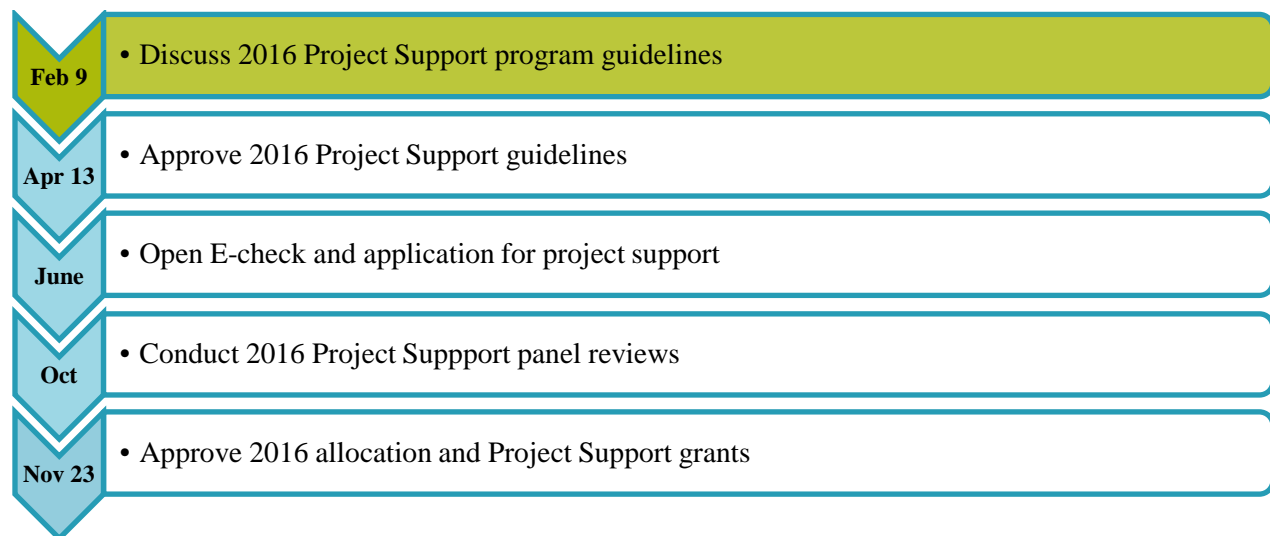 Feb 9
• Discuss 2016 Project Support program guidelines
Apr 13
• Approve 2016 Project Support guidelines
June
• Open E-check and application for project support
Oct
• Conduct 2016 Project Suppport panel reviews
Nov 23
• Approve 2016 allocation and Project Support grants